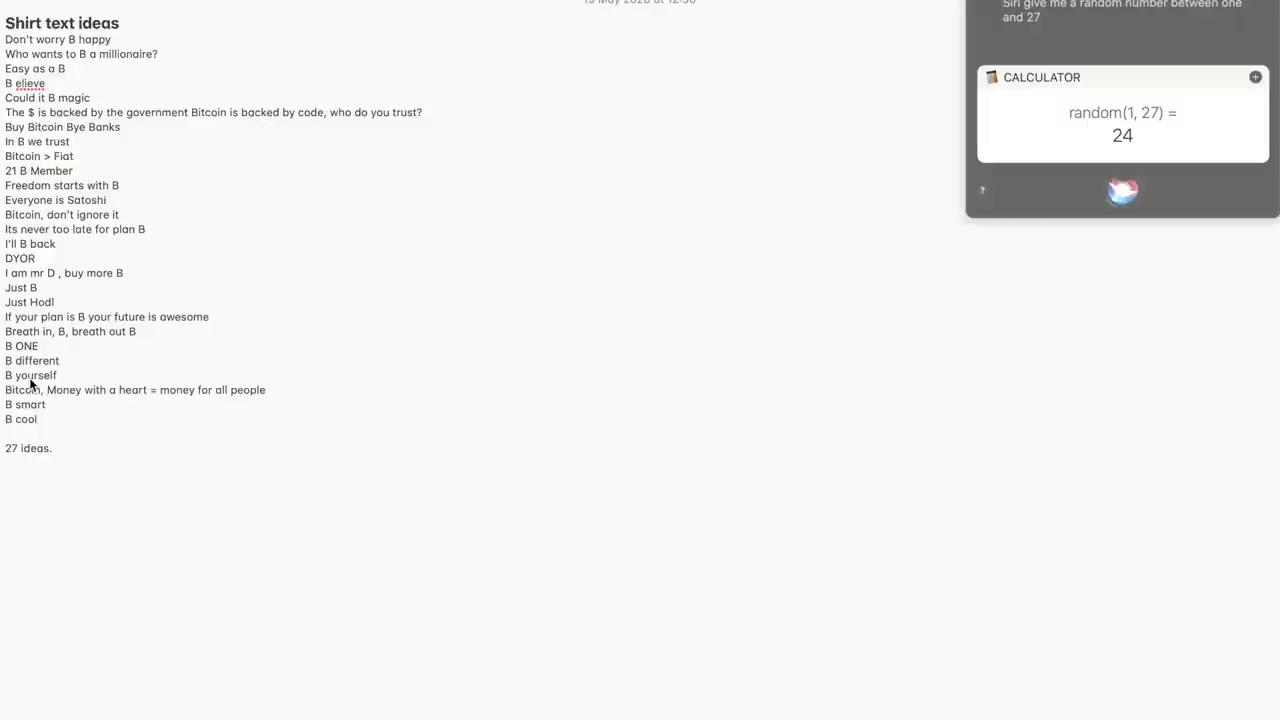 Shirt text ideas
Don't worry B happy
Who wants to B a millionaire?
Easy as a B
B elieve
Could it B magic
The $ is backed by the government Bitcoin is backed by code, who do you trust?
Buy Bitcoin Bye Banks
In B we trust
Bitcoin > Fiat
21 B Member
Freedom starts with B
Everyone is Satoshi
Bitcoin, don't ignore it
Its never too late for plan B
I'll B back
DYOR
I am mr D , buy more B
Just B
Just Hodl
If your plan is B your future is awesome
Breath in, B, breath out B
B ONE
B different
B yourself
Bitcoin, Money with a heart = money for all people
B smart
B cool
27 ideas.
Siri give me a random number between one
and 27
CALCULATOR
random(1, 27) =
24
?